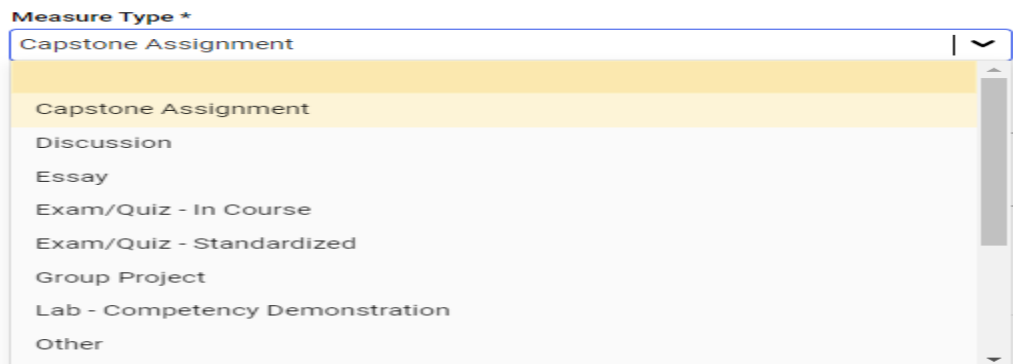 Measure Type *
Capstone Assignment
Capstone Assignment
Discussion
Essay
Exam/Quiz - In Course
Exam/Quiz - Standardized
Group Project
Lab - Competency Demonstration
Other